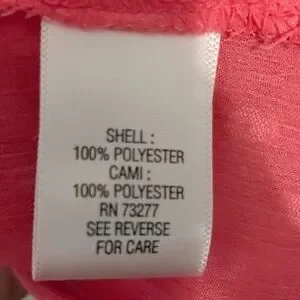 SHELL :
100% POLYESTER
CAMI :
100% POLYESTER
RN 73277
SEE REVERSE
FOR CARE